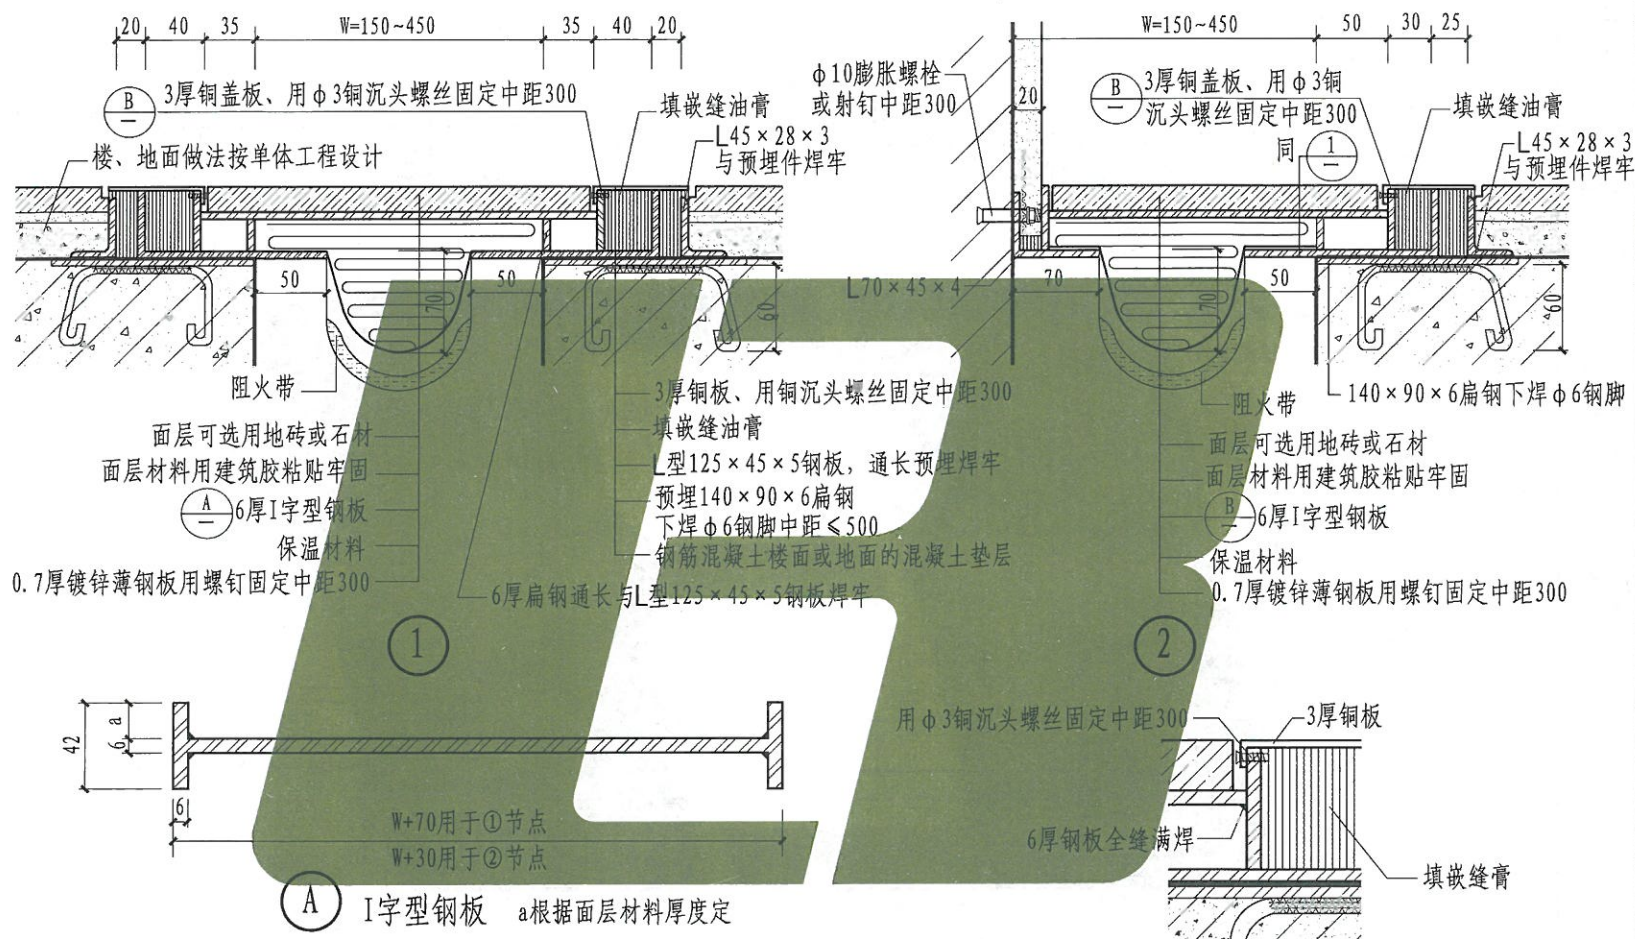 20 40 35 W=150~450 35 40 20
B
3厚铜盖板、用φ3铜沉头螺丝固定中距300
填嵌缝油膏
L45×28×3
与预埋件焊牢
楼、地面做法按单体工程设计
50 50
70
60
阻火带
面层可选用地砖或石材
面层材料用建筑胶粘贴牢固
A
6厚I字型钢板
保温材料
0.7厚镀锌薄钢板用螺钉固定中距300
3厚铜板、用铜沉头螺丝固定中距300
填嵌缝油膏
L型125×45×5钢板，通长预埋焊牢
预埋140×90×6扁钢
下焊φ6钢脚中距≤500
钢筋混凝土楼面或地面的混凝土垫层
6厚扁钢通长与L型125×45×5钢板焊牢
1
W=150~450 50 30 25
φ10膨胀螺栓
或射钉中距300
20
B
3厚铜盖板、用φ3铜
沉头螺丝固定中距300
同
1
填嵌缝油膏
L45×28×3
与预埋件焊牢
L70×45×4
70 50
70
60
阻火带
140×90×6扁钢下焊φ6钢脚
面层可选用地砖或石材
面层材料用建筑胶粘贴牢固
B
6厚I字型钢板
保温材料
0.7厚镀锌薄钢板用螺钉固定中距300
2
42
a
6
6
W+70用于①节点
W+30用于②节点
A
I字型钢板 a根据面层材料厚度定
用φ3铜沉头螺丝固定中距300
3厚铜板
6厚钢板全缝满焊
填嵌缝膏